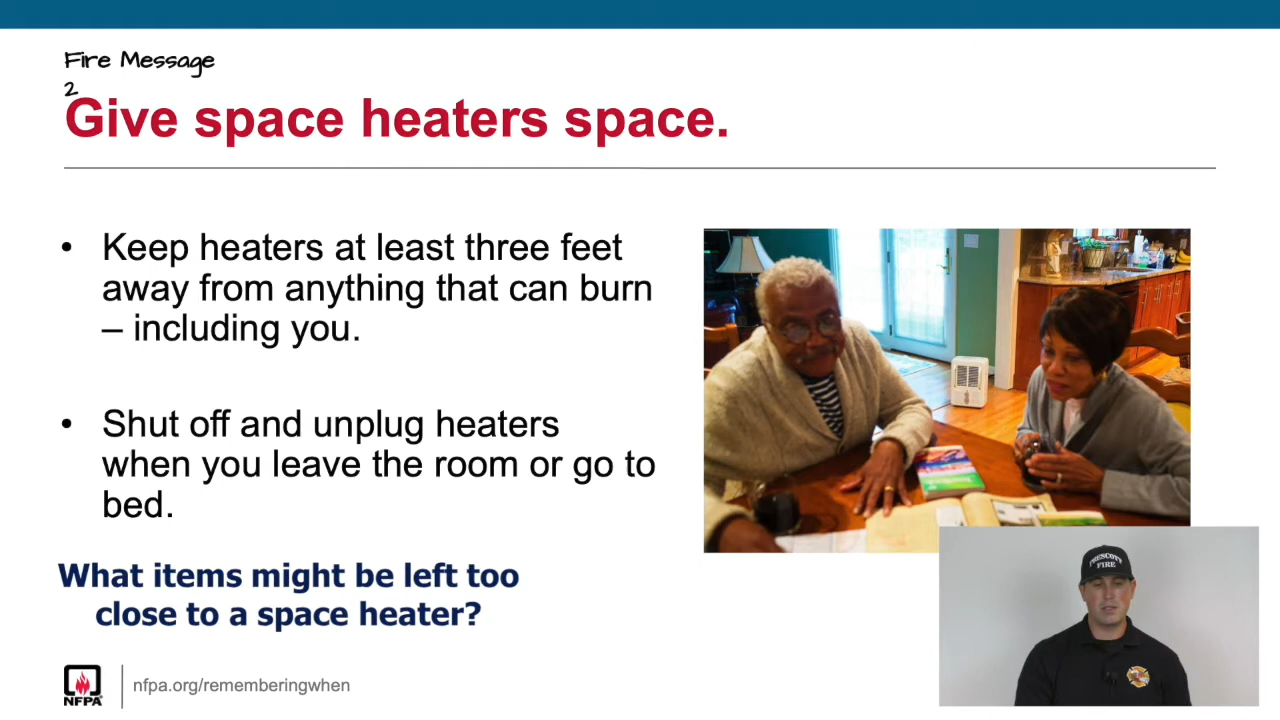 Fire Message
2
Give space heaters space.
• Keep heaters at least three feet
away from anything that can burn
– including you.
• Shut off and unplug heaters
when you leave the room or go to
bed.
What items might be left too
close to a space heater?
NFPA
nfpa.org/rememberingwhen
PRESCOTT
FIRE